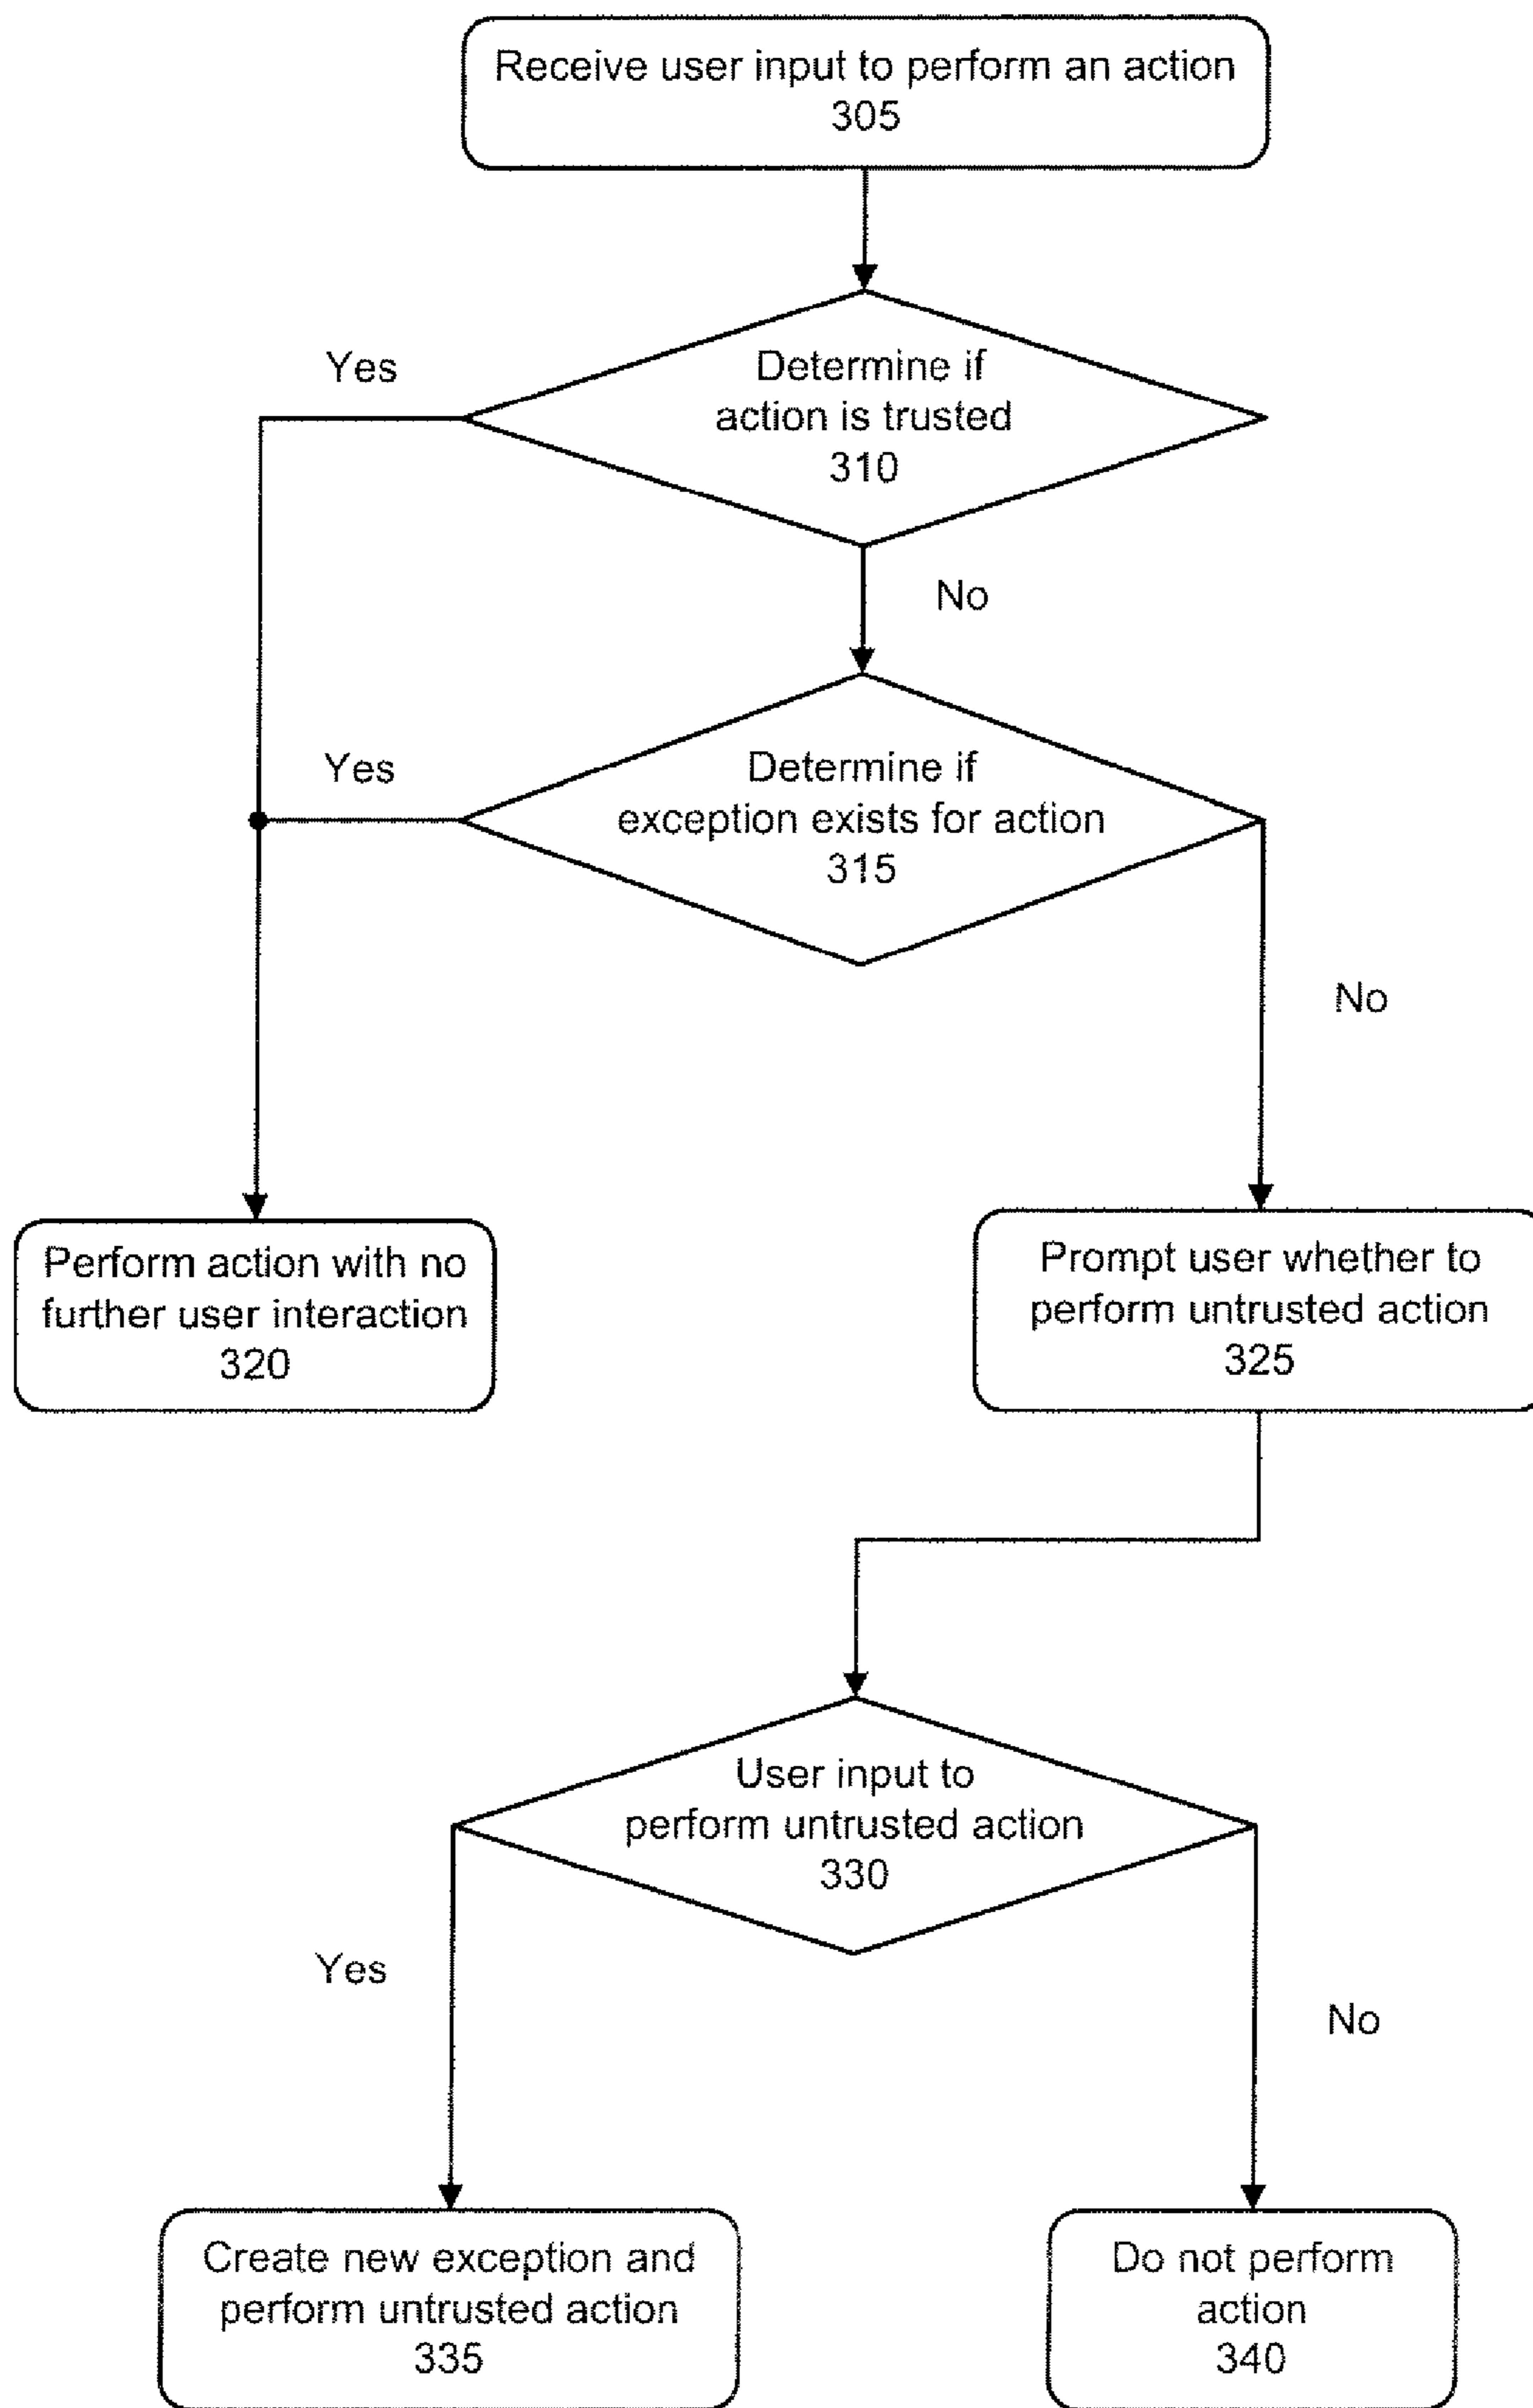 Receive user input to perform an action
305
Yes
Determine if
action is trusted
310
No
Yes
Determine if
exception exists for action
315
No
Perform action with no
further user interaction
320
Prompt user whether to
perform untrusted action
325
User input to
perform untrusted action
330
Yes
No
Create new exception and
perform untrusted action
335
Do not perform
action
340